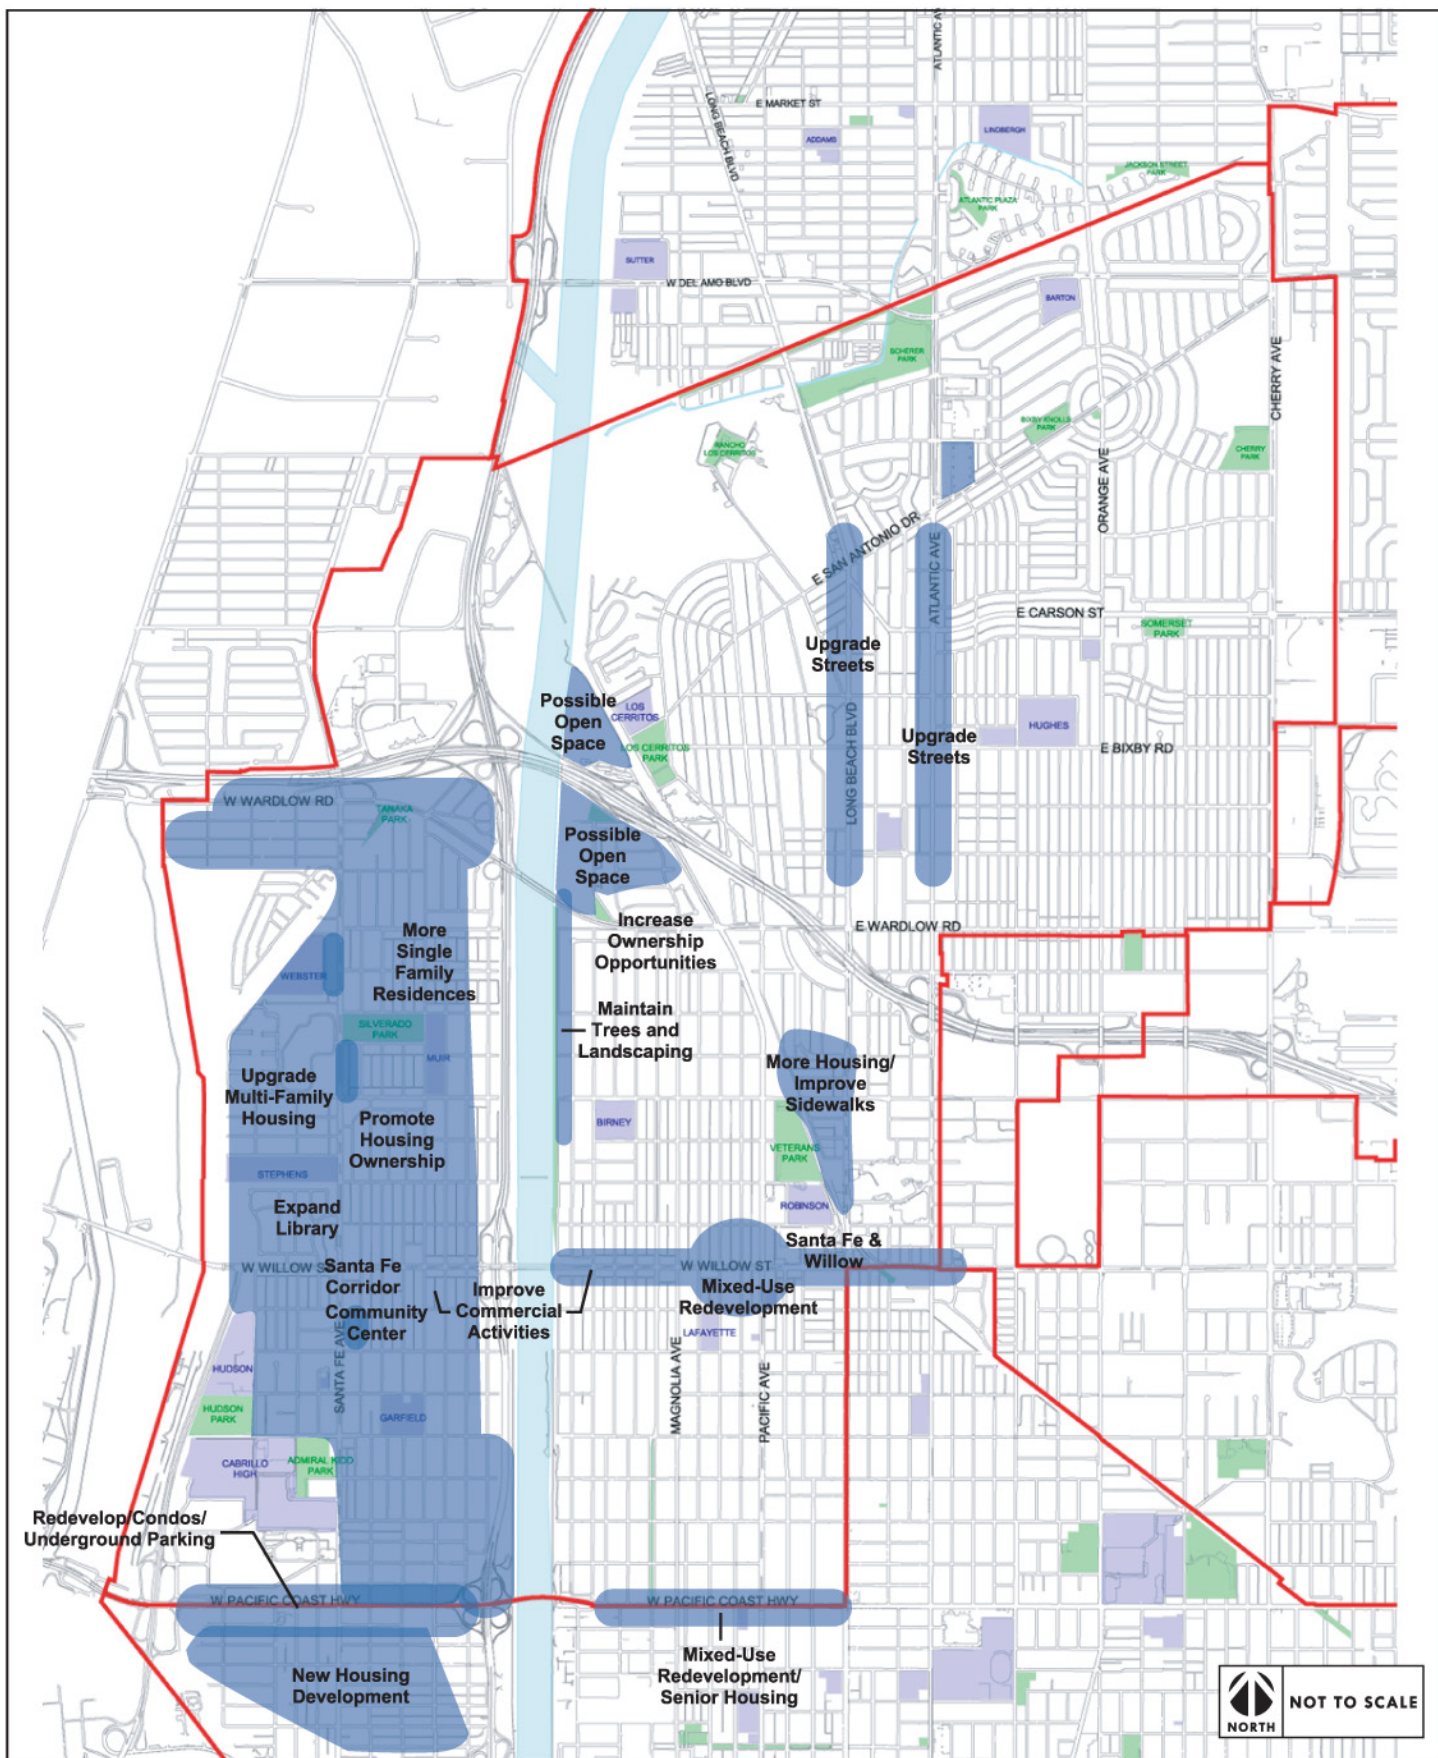 ATLANTIC AV
LONG BEACH BLVD
E MARKET ST
ADDAMS
LINDBERGH
JACKSON STREET
PARK
ATLANTIC PLAZA
PARK
SUTTER
W DEL AMO BLVD
BARTON
SCHERER
PARK
CHERRY AVE
BIXBY KNOLLS
PARK
RANCHO
LOS CERRITOS
CHERRY
PARK
ORANGE AVE
E SAN ANTONIO DR
ATLANTIC AVE
E CARSON ST
SOMERSET
PARK
Upgrade
Streets
Possible
Open
Space
LOS
CERRITOS
LOS CERRITOS
PARK
LONG BEACH BLVD
Upgrade
Streets
HUGHES
E BIXBY RD
W WARDLOW RD
TANAKA
PARK
Possible
Open
Space
Increase
Ownership
Opportunities
E WARDLOW RD
More
Single
Family
Residences
WEBSTER
SILVERADO
PARK
MUIR
Maintain
Trees and
Landscaping
More Housing/
Improve
Sidewalks
Upgrade
Multi-Family
Housing
Promote
Housing
Ownership
BIRNEY
VETERANS
PARK
STEPHENS
ROBINSON
Expand
Library
Santa Fe &
Willow
W WILLOW S
W WILLOW ST
Santa Fe
Corridor
Community
Center
Improve
Commercial
Activities
Mixed-Use
Redevelopment
LAFAYETTE
SANTA FE AVE
MAGNOLIA AVE
PACIFIC AVE
HUDSON
HUDSON
PARK
GARFIELD
CABRILLO
HIGH
ADMIRAL KIDD
PARK
Redevelop/Condos/
Underground Parking
W PACIFIC COAST HWY
W PACIFIC COAST HWY
New Housing
Development
Mixed-Use
Redevelopment/
Senior Housing
NORTH
NOT TO SCALE